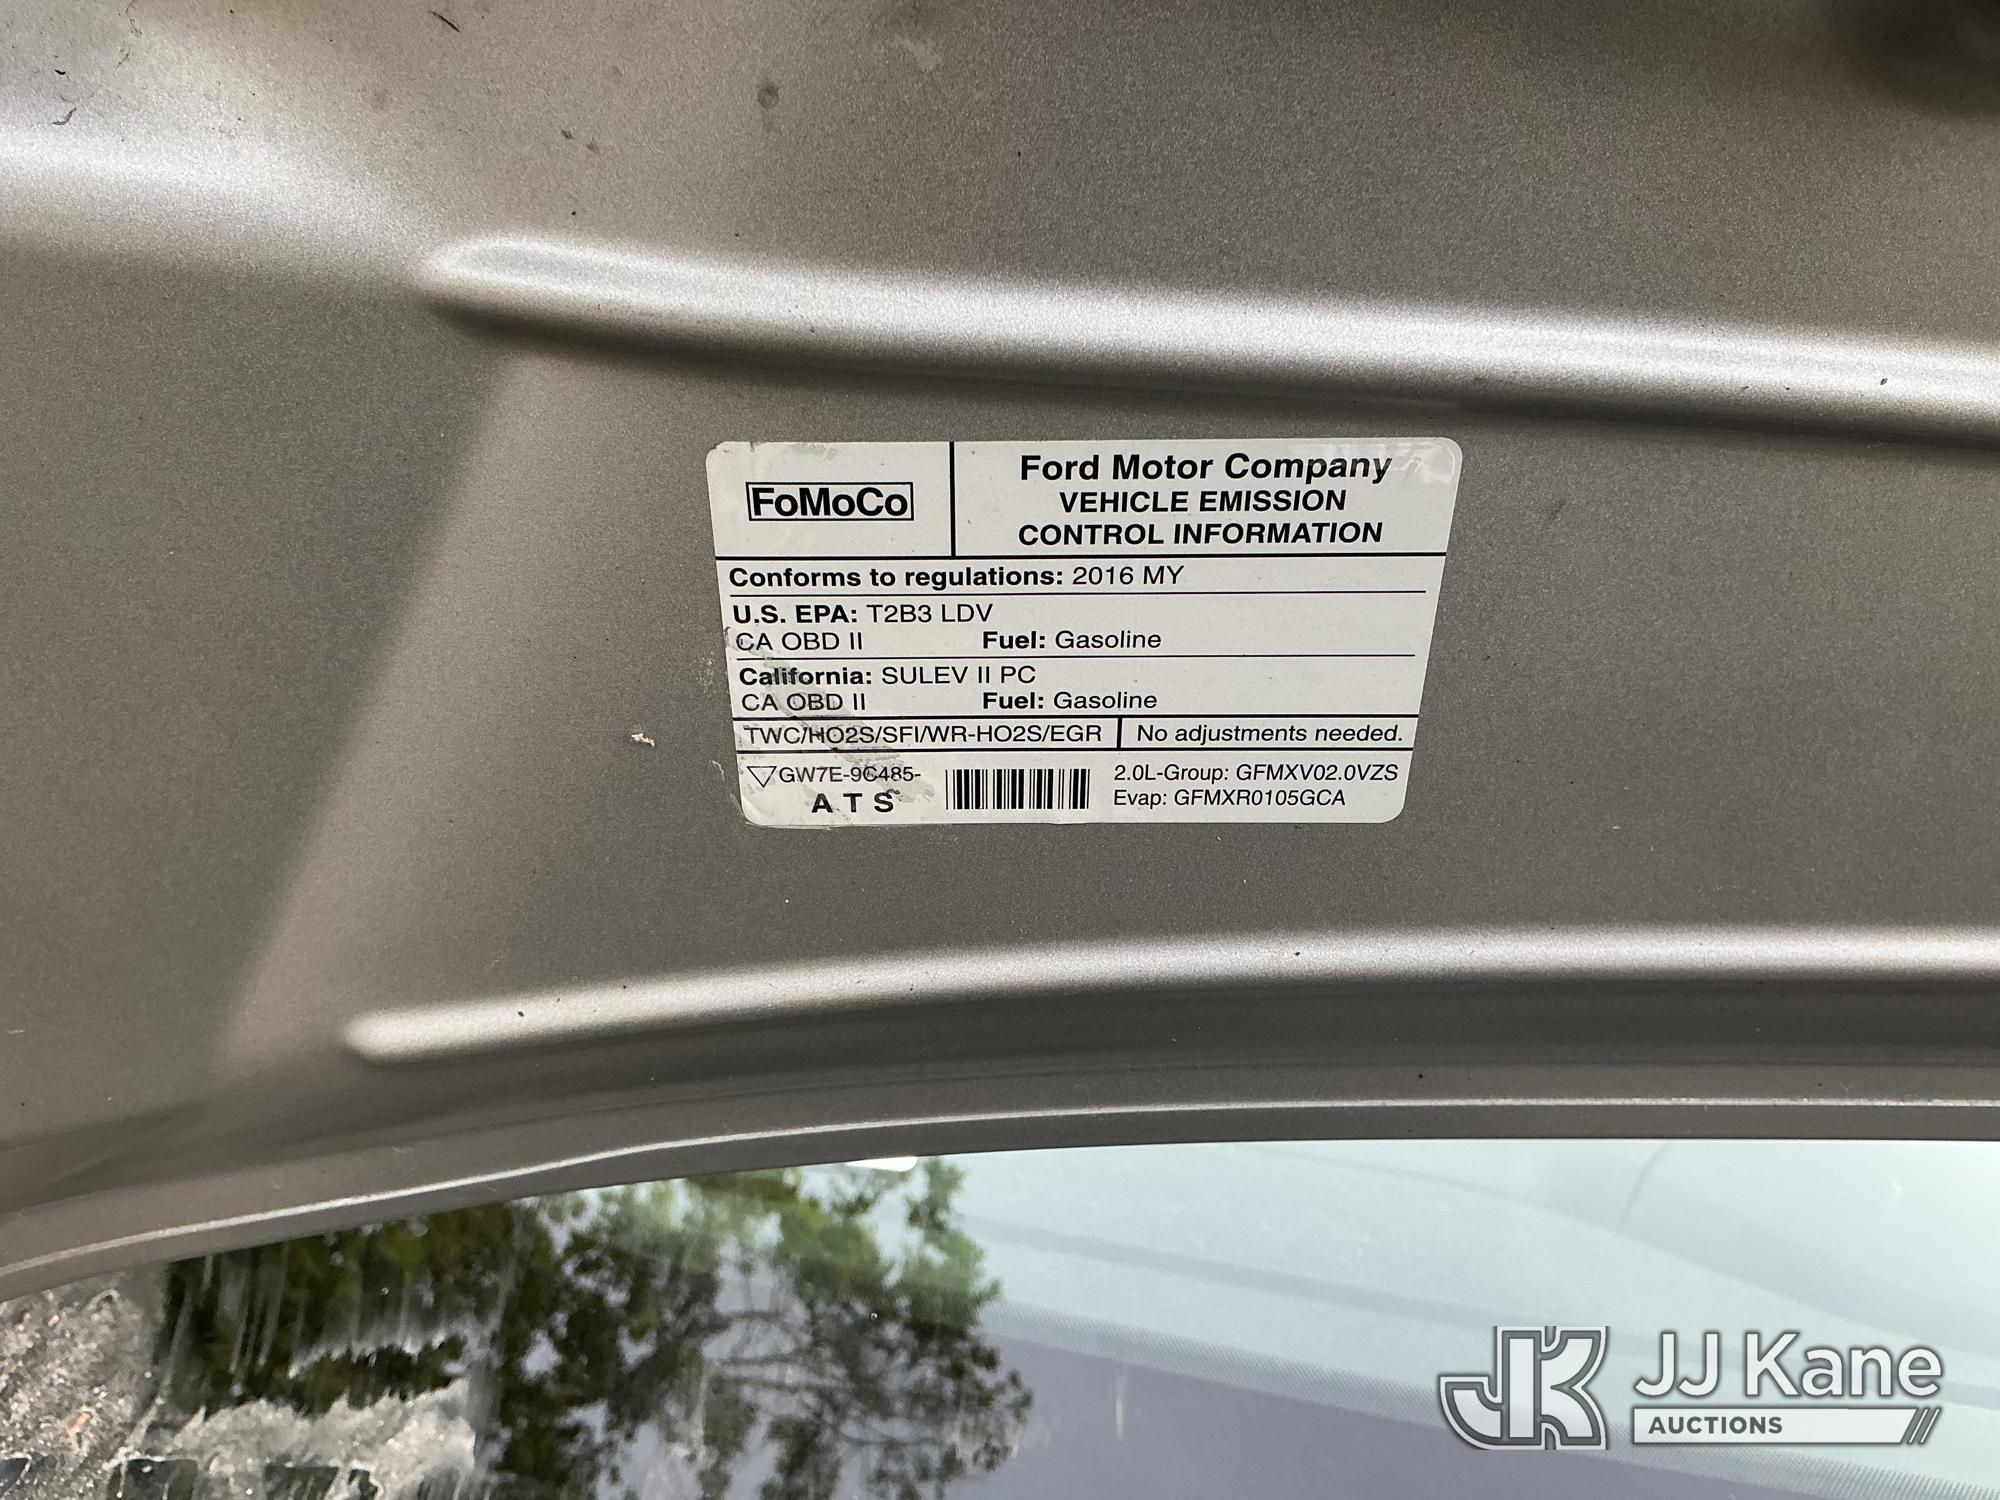 FoMoCo
Ford Motor Company
VEHICLE EMISSION
CONTROL INFORMATION
Conforms to regulations: 2016 MY
U.S. EPA: T2B3 LDV
CA OBD II Fuel: Gasoline
California: SULEV II PC
CA OBD II Fuel: Gasoline
TWC/HO2S/SFI/WR-HO2S/EGR No adjustments needed.
GW7E-9C485-
A T S
2.0L-Group: GFMXV02.0VZS
Evap: GFMXR0105GCA
JK JJ Kane
AUCTIONS